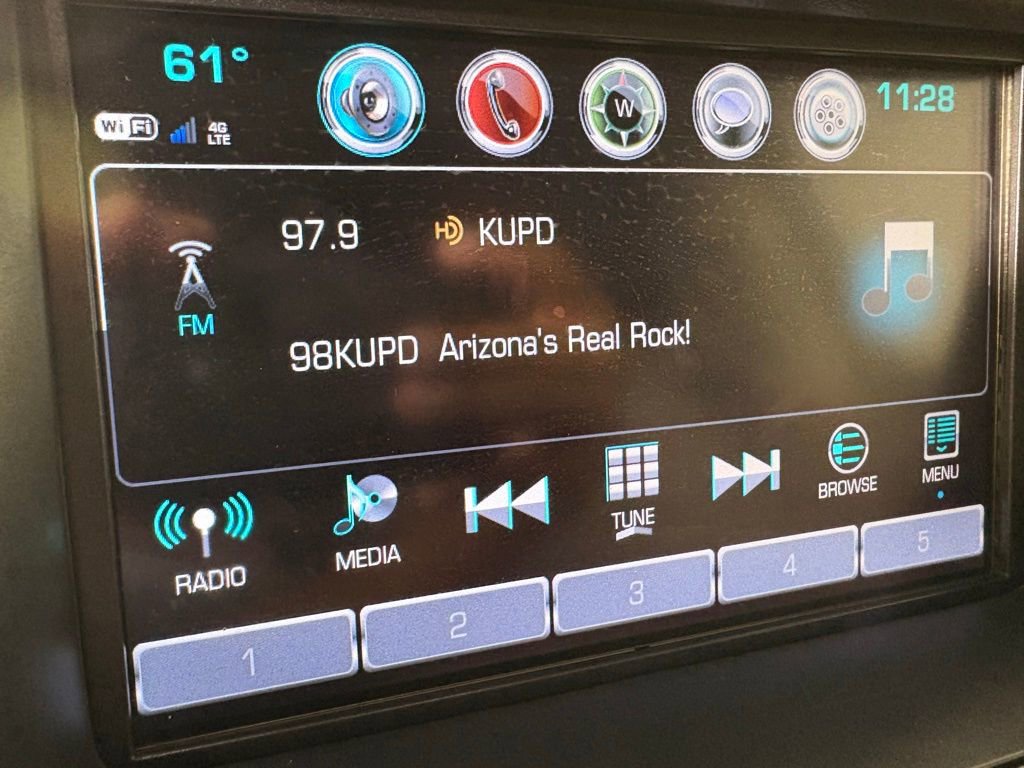 61°
11:28
WiFi
4G
LTE
W
97.9 HD KUPD
FM
98KUPD Arizona's Real Rock!
RADIO
MEDIA
TUNE
BROWSE
MENU
1
2
3
4
5